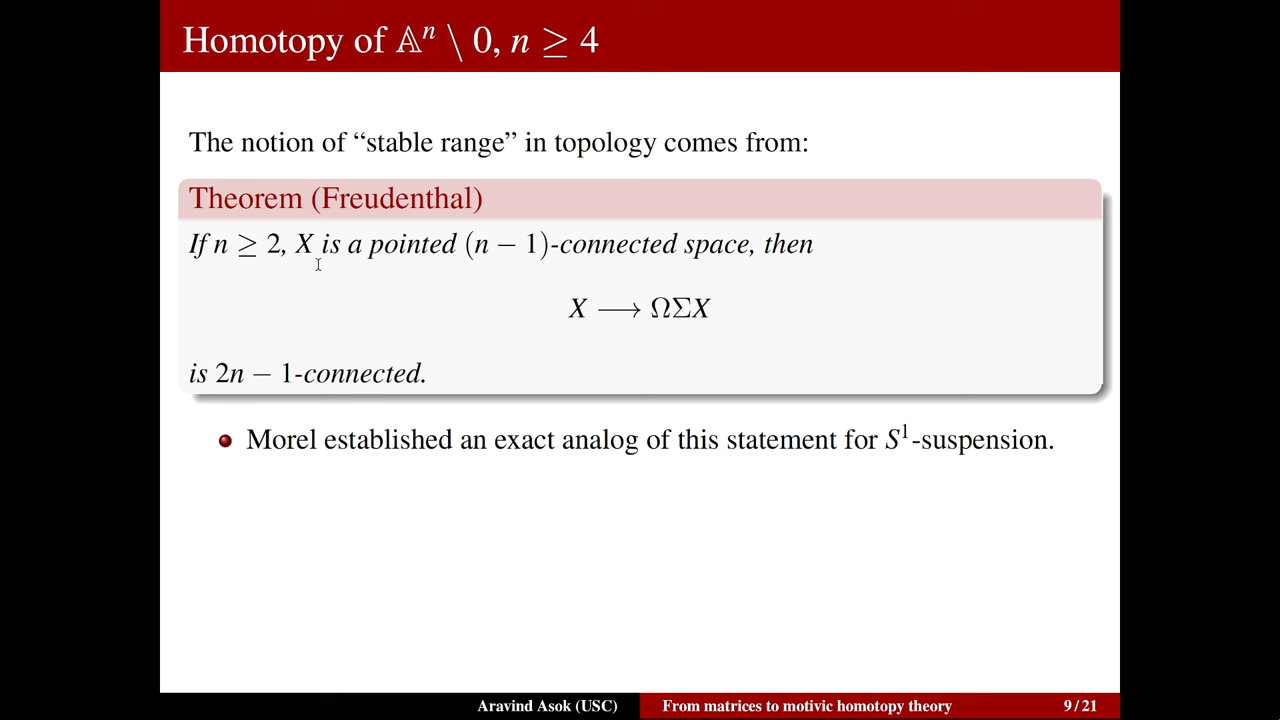 Homotopy of 𝔸ⁿ \ 0, n ≥ 4
The notion of “stable range” in topology comes from:
Theorem (Freudenthal)
If n ≥ 2, X is a pointed (n − 1)-connected space, then
X ⟶ ΩΣX
is 2n − 1-connected.
Morel established an exact analog of this statement for S¹-suspension.
Aravind Asok (USC) From matrices to motivic homotopy theory 9 / 21